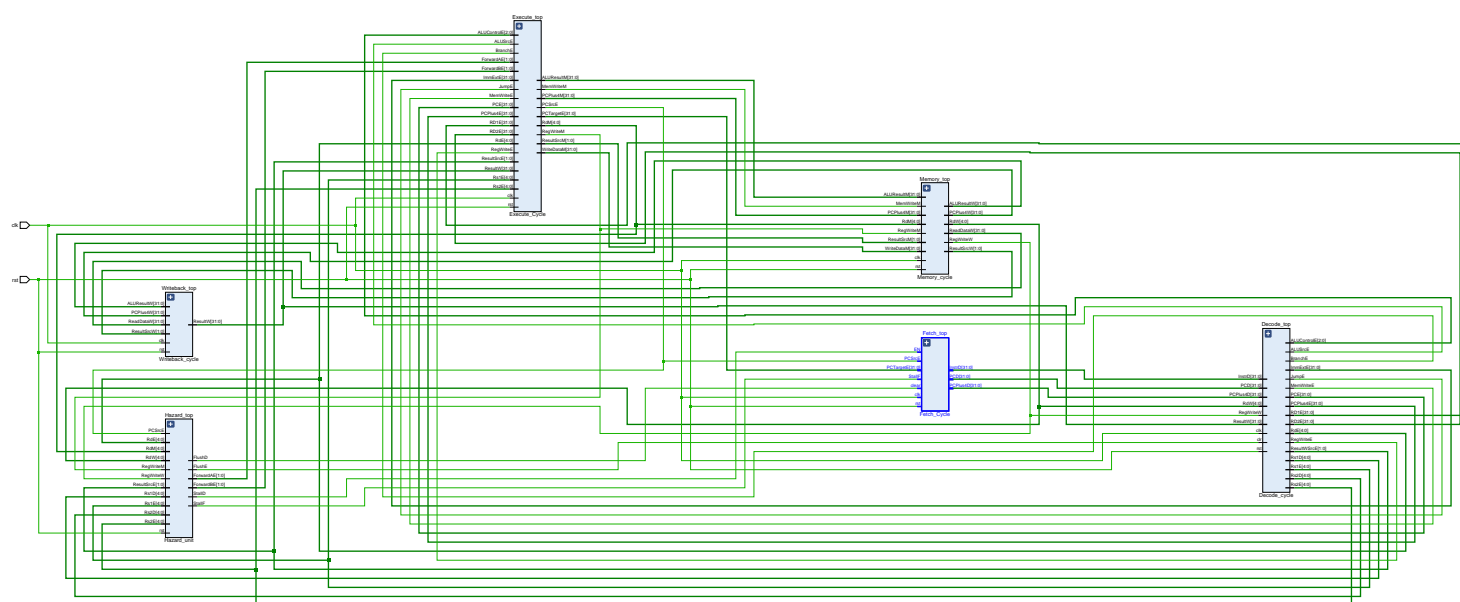 Execute_top
ALUControlE[2:0]
ALUSrcE
BranchE
ForwardAE[1:0]
ForwardBE[1:0]
ImmExtE[31:0]
JumpE
MemWriteE
PCE[31:0]
PCPlus4E[31:0]
RD1E[31:0]
RD2E[31:0]
RdE[4:0]
RegWriteE
ResultSrcE[1:0]
ResultW[31:0]
Rs1E[4:0]
Rs2E[4:0]
clk
rst
ALUResultM[31:0]
MemWriteM
PCPlus4M[31:0]
PCSrcE
PCTargetE[31:0]
RdM[4:0]
RegWriteM
ResultSrcM[1:0]
WriteDataM[31:0]
Execute_Cycle
Memory_top
ALUResultM[31:0]
MemWriteM
PCPlus4M[31:0]
RdM[4:0]
RegWriteM
ResultSrcM[1:0]
WriteDataM[31:0]
clk
rst
ALUResultW[31:0]
PCPlus4W[31:0]
RdW[4:0]
ReadDataW[31:0]
RegWriteW
ResultSrcW[1:0]
Memory_cycle
clk
rst
Writeback_top
ALUResultW[31:0]
PCPlus4W[31:0]
ReadDataW[31:0]
ResultSrcW[1:0]
clk
rst
ResultW[31:0]
Writeback_cycle
Fetch_top
EN
PCSrcE
PCTargetE[31:0]
StallF
clear
clk
rst
InstrD[31:0]
PCD[31:0]
PCPlus4D[31:0]
Fetch_Cycle
Decode_top
InstrD[31:0]
PCD[31:0]
PCPlus4D[31:0]
RdW[4:0]
RegWriteW
ResultW[31:0]
clk
clr
rst
ALUControlE[2:0]
ALUSrcE
BranchE
ImmExtE[31:0]
JumpE
MemWriteE
PCE[31:0]
PCPlus4E[31:0]
RD1E[31:0]
RD2E[31:0]
RdE[4:0]
RegWriteE
ResultWSrcE[1:0]
Rs1D[4:0]
Rs1E[4:0]
Rs2D[4:0]
Rs2E[4:0]
Decode_cycle
Hazard_top
PCSrcE
RdE[4:0]
RdM[4:0]
RdW[4:0]
RegWriteM
RegWriteW
ResultSrcE[1:0]
Rs1D[4:0]
Rs1E[4:0]
Rs2D[4:0]
Rs2E[4:0]
rst
FlushD
FlushE
ForwardAE[1:0]
ForwardBE[1:0]
StallD
StallF
Hazard_unit